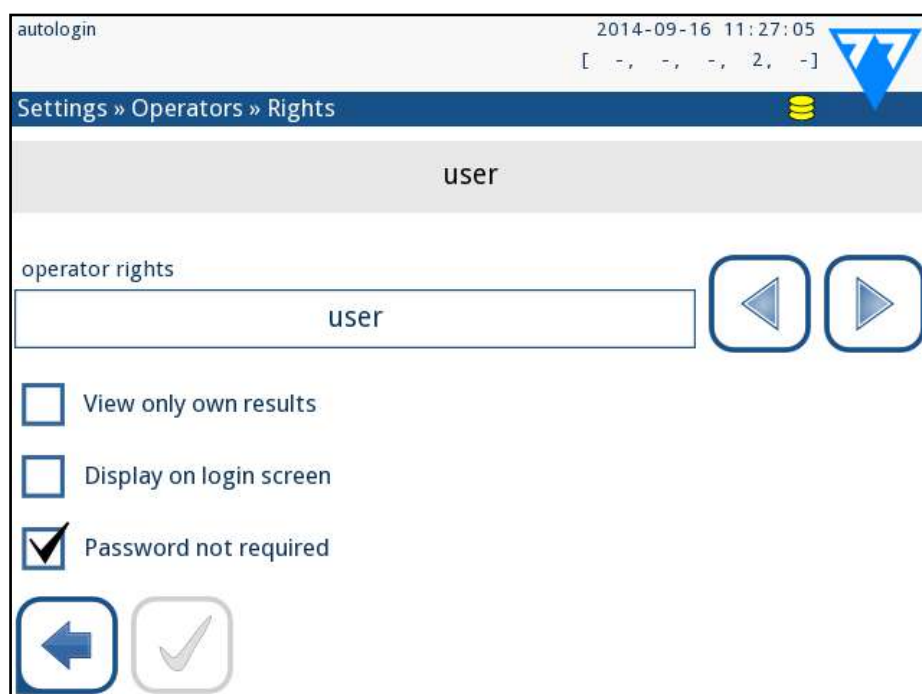 autologin
2014-09-16 11:27:05
[ -, -, -, 2, -]
Settings » Operators » Rights
user
operator rights
user
View only own results
Display on login screen
Password not required